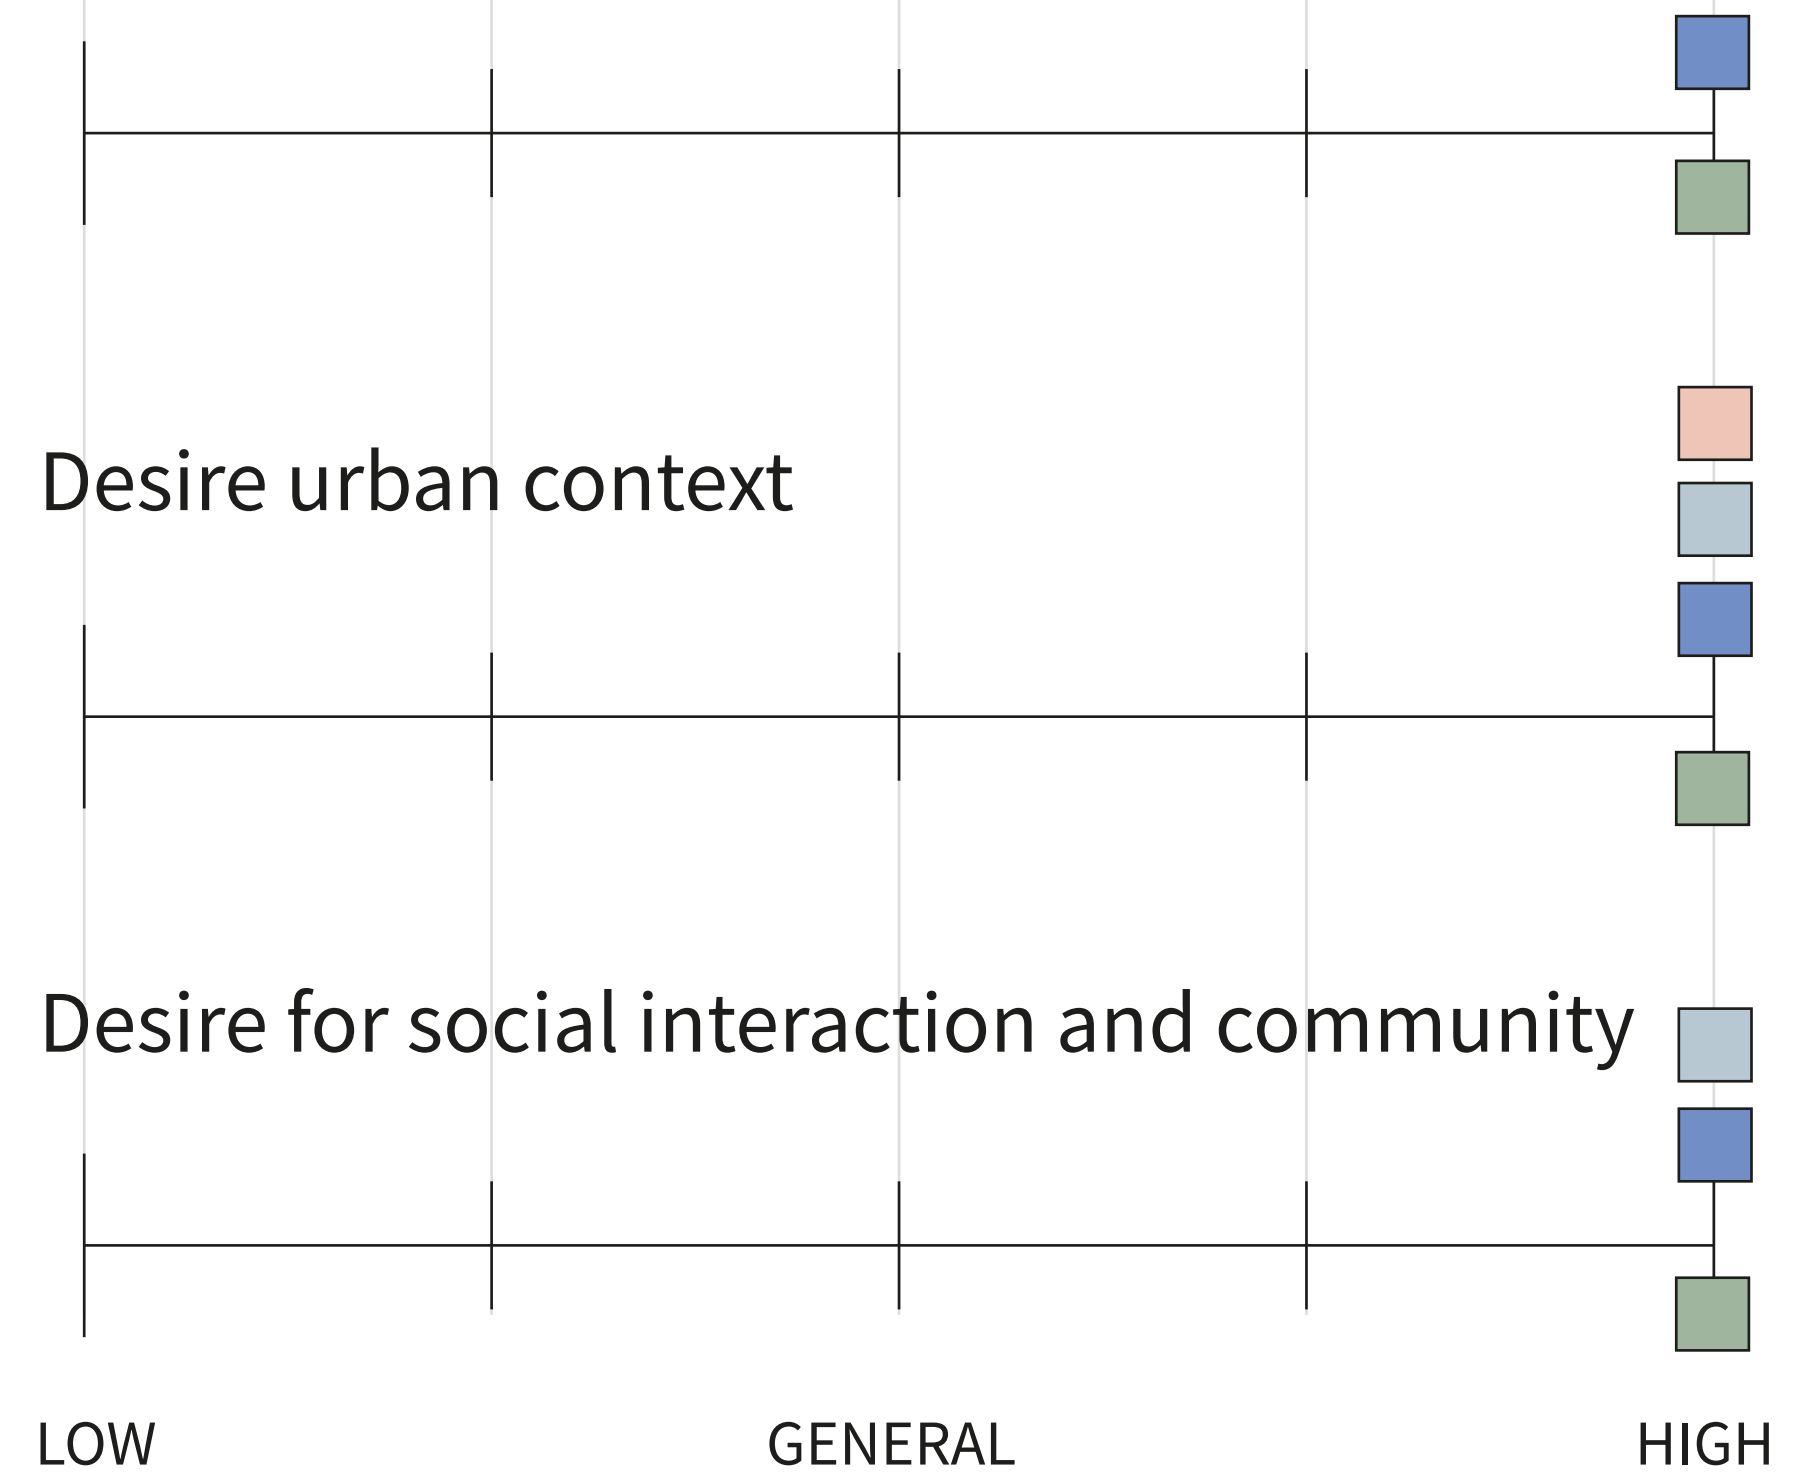 Desire urban context
Desire for social interaction and community
LOW GENERAL HIGH